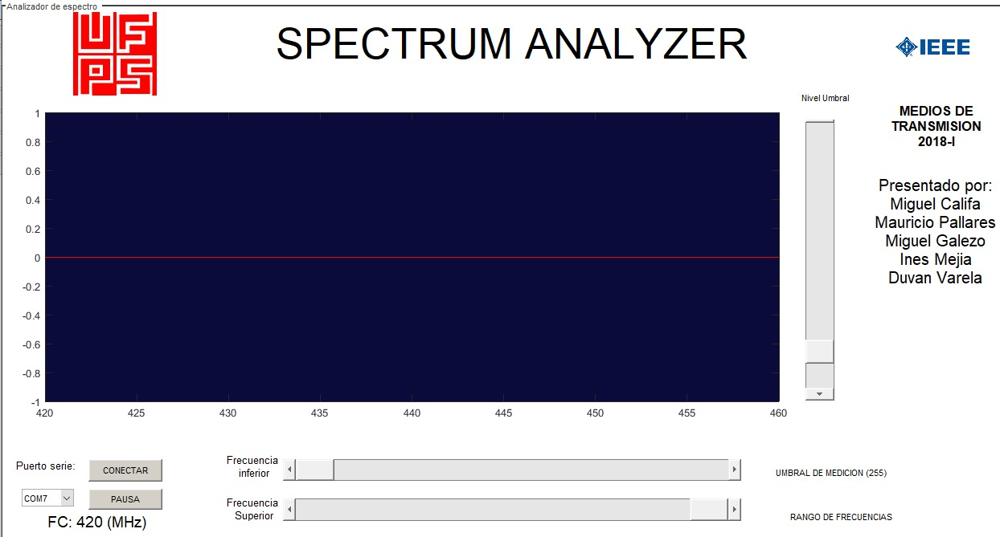 Analizador de espectro
UFPS
SPECTRUM ANALYZER
IEEE
Nivel Umbral
MEDIOS DE
TRANSMISION
2018-I
Presentado por:
Miguel Califa
Mauricio Pallares
Miguel Galezo
Ines Mejia
Duvan Varela
1
0.8
0.6
0.4
0.2
0
-0.2
-0.4
-0.6
-0.8
-1
420 425 430 435 440 445 450 455 460
Puerto serie:
CONECTAR
COM7
PAUSA
FC: 420 (MHz)
Frecuencia
inferior
Frecuencia
Superior
UMBRAL DE MEDICION (255)
RANGO DE FRECUENCIAS